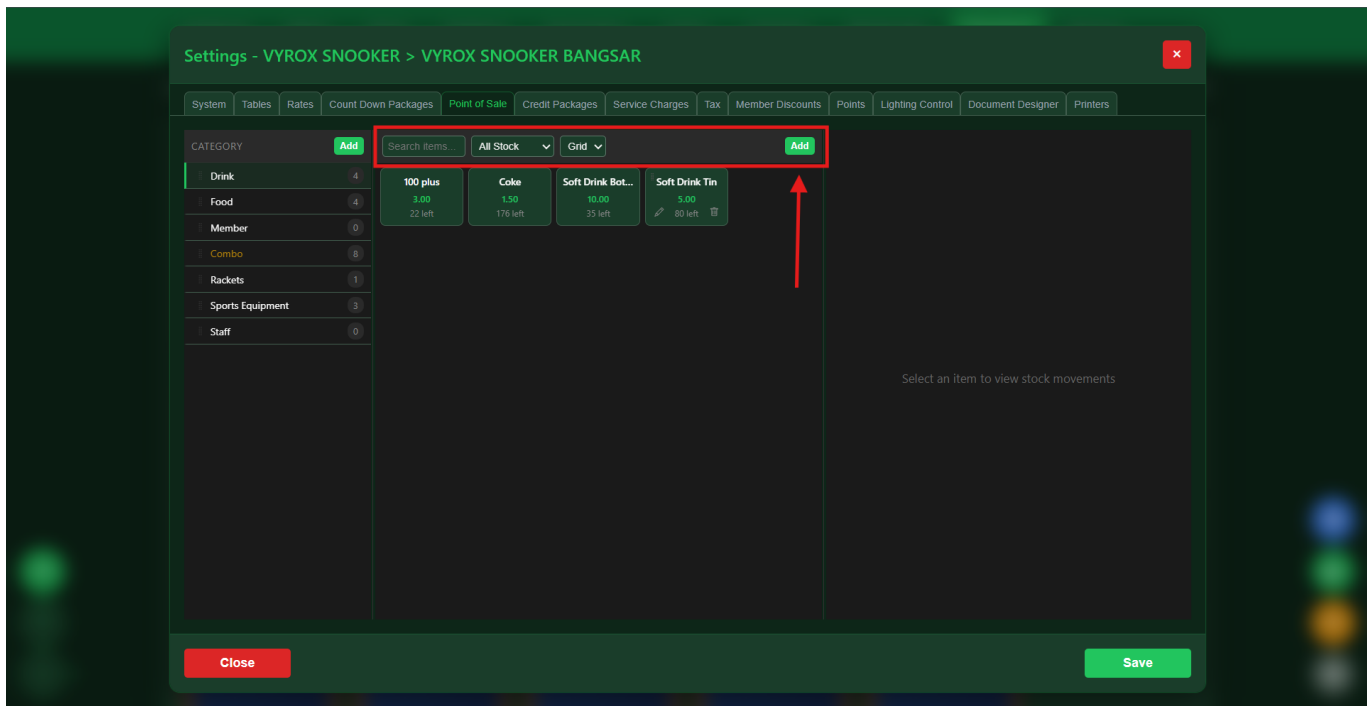 Settings - VYROX SNOOKER > VYROX SNOOKER BANGSAR
×
System Tables Rates Count Down Packages Point of Sale Credit Packages Service Charges Tax Member Discounts Points Lighting Control Document Designer Printers
CATEGORY Add
Drink 4
Food 4
Member 0
Combo 8
Rackets 1
Sports Equipment 3
Staff 0
Search items... All Stock Grid Add
100 plus
3.00
22 left
Coke
1.50
176 left
Soft Drink Bot...
10.00
35 left
Soft Drink Tin
5.00
80 left
Select an item to view stock movements
Close
Save